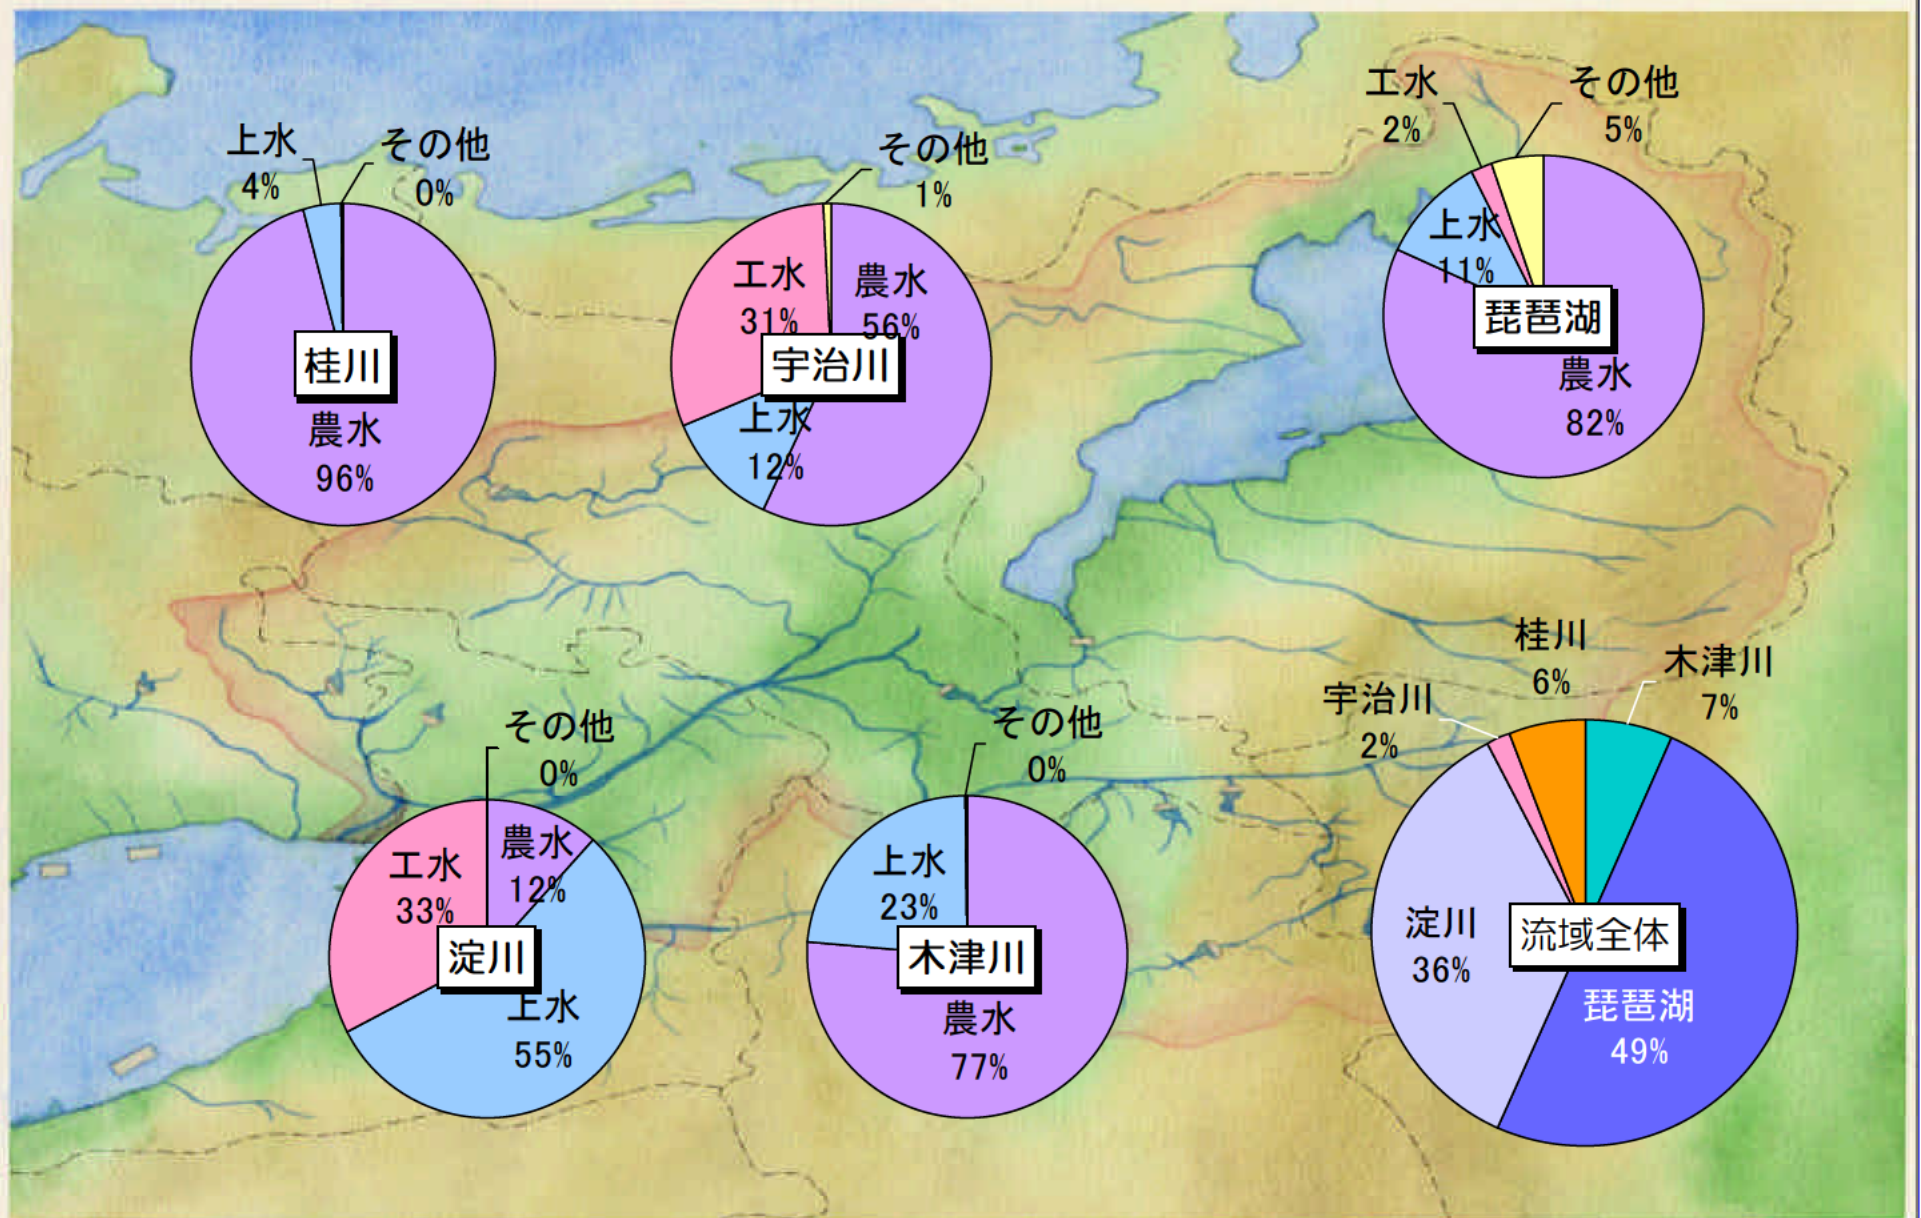 上水
4%
その他
0%
桂川
農水
96%
その他
1%
工水
31%
農水
56%
宇治川
上水
12%
工水
2%
その他
5%
上水
11%
琵琶湖
農水
82%
その他
0%
工水
33%
農水
12%
淀川
上水
55%
その他
0%
上水
23%
木津川
農水
77%
桂川
6%
木津川
7%
宇治川
2%
淀川
36%
流域全体
琵琶湖
49%